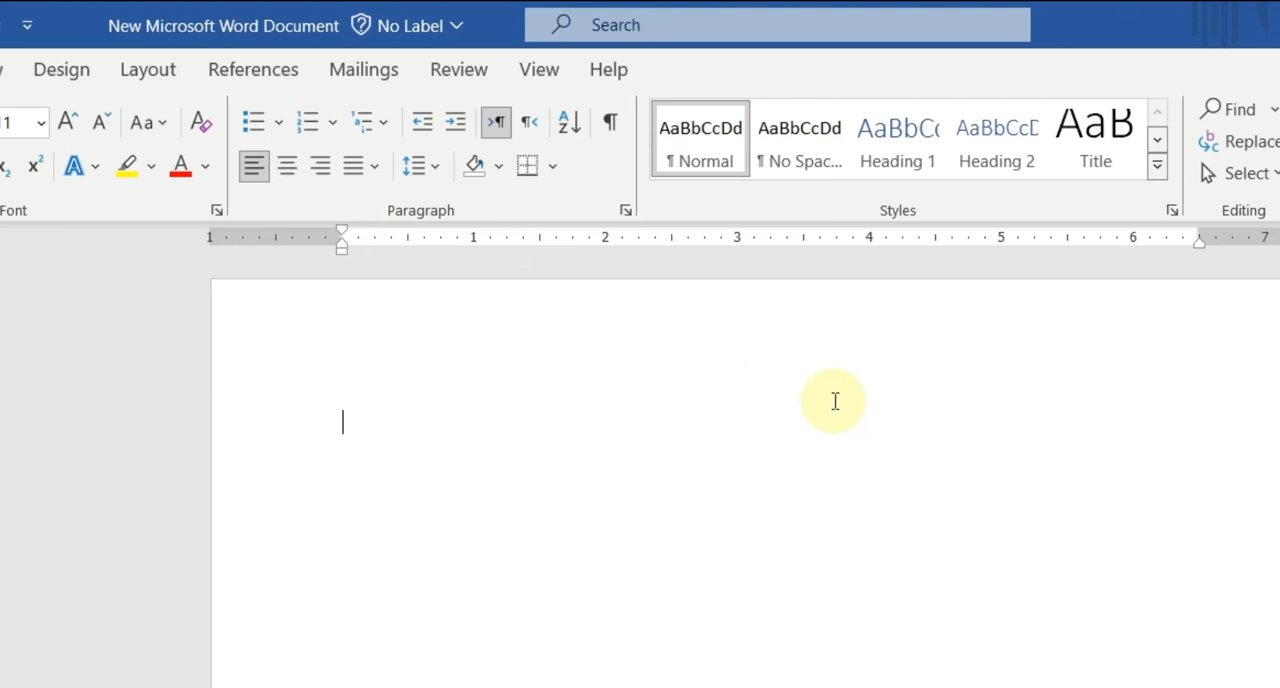 New Microsoft Word Document No Label Search
Design Layout References Mailings Review View Help
Aa
AaBbCcDd AaBbCcDd AaBbC AaBbCc AaB
¶ Normal ¶ No Spac... Heading 1 Heading 2 Title
Find
Replace
Select
Font Paragraph Styles Editing
1 1 2 3 4 5 6 7